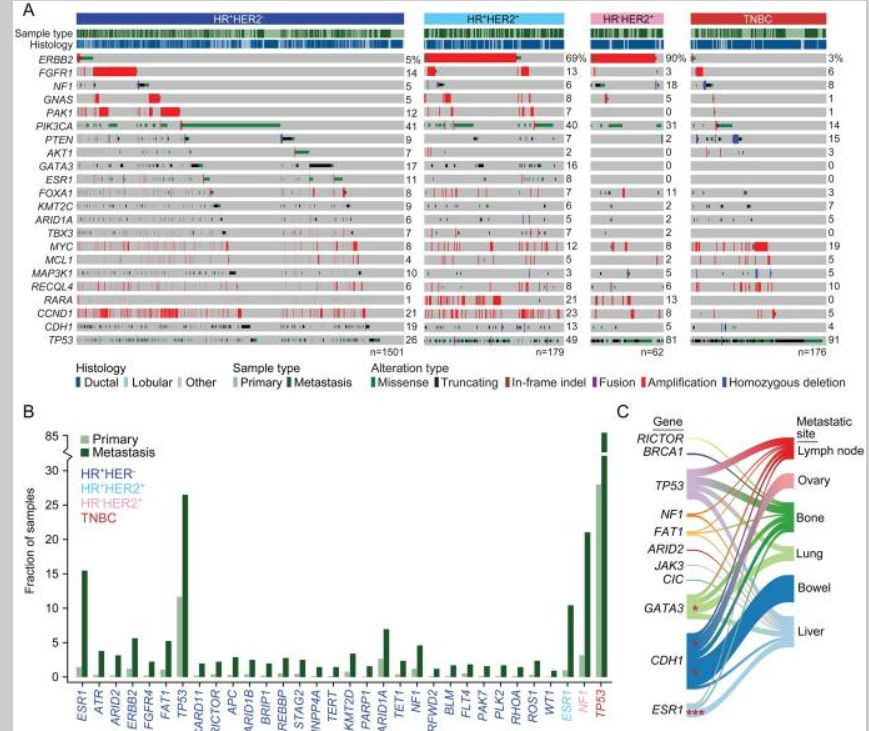 A
HR⁺HER2⁻
HR⁺HER2⁺
HR⁻HER2⁺
TNBC
Sample type
Histology
ERBB2 5% 69% 90% 3%
FGFR1 14 13 3 6
NF1 5 6 18 8
GNAS 5 8 5 1
PAK1 12 7 0 1
PIK3CA 41 40 31 14
PTEN 9 7 2 15
AKT1 7 2 0 3
GATA3 17 16 0 0
ESR1 11 8 0 0
FOXA1 8 7 11 3
KMT2C 9 6 2 7
ARID1A 6 5 2 5
TBX3 7 7 2 0
MYC 8 12 8 19
MCL1 4 5 2 5
MAP3K1 10 3 5 5
RECQL4 6 8 6 10
RARA 1 21 13 0
CCND1 21 23 8 5
CDH1 19 13 5 4
TP53 26 49 81 91
n=1501 n=179 n=62 n=176
Histology Sample type Alteration type
Ductal Lobular Other Primary Metastasis Missense Truncating In-frame indel Fusion Amplification Homozygous deletion
B
Fraction of samples
85
30
25
20
15
10
5
0
Primary
Metastasis
HR⁺HER⁻
HR⁺HER2⁺
HR⁻HER2⁺
TNBC
ESR1
ATR
ARID2
ERBB2
FGFR4
FAT1
TP53
CARD11
RICTOR
APC
ARID1B
BRIP1
REBBP
STAG2
INPP4A
TERT
KMT2D
PARP1
ARID1A
TET1
NF1
RFWD2
BLM
FLT4
PAK7
PLK2
RHOA
ROS1
WT1
ESR1
NF1
TP53
C
Gene
RICTOR
BRCA1
TP53
NF1
FAT1
ARID2
JAK3
CIC
GATA3
CDH1
ESR1
*
*
*
***
Metastatic
site
Lymph node
Ovary
Bone
Lung
Bowel
Liver